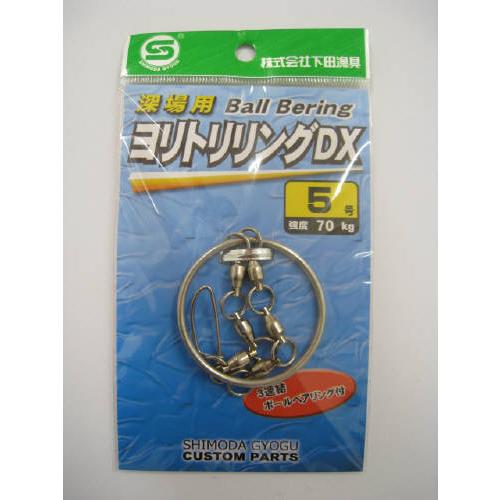 S
®
SHIMODA GYOGU
株式会社下田漁具
深場用 Ball Bering
ヨリトリリングDX
5号
強度 70 kg
3連結
ボールベアリング付
SHIMODA GYOGU
CUSTOM PARTS